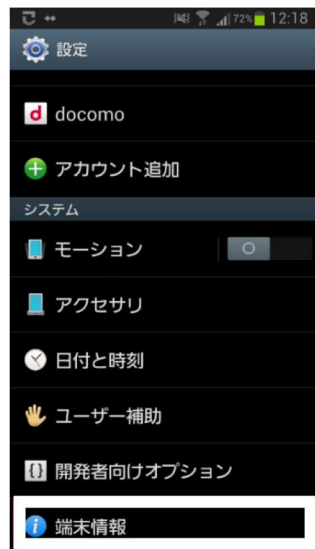 72% 12:18
設定
docomo
アカウント追加
システム
モーション
アクセサリ
日付と時刻
ユーザー補助
開発者向けオプション
端末情報